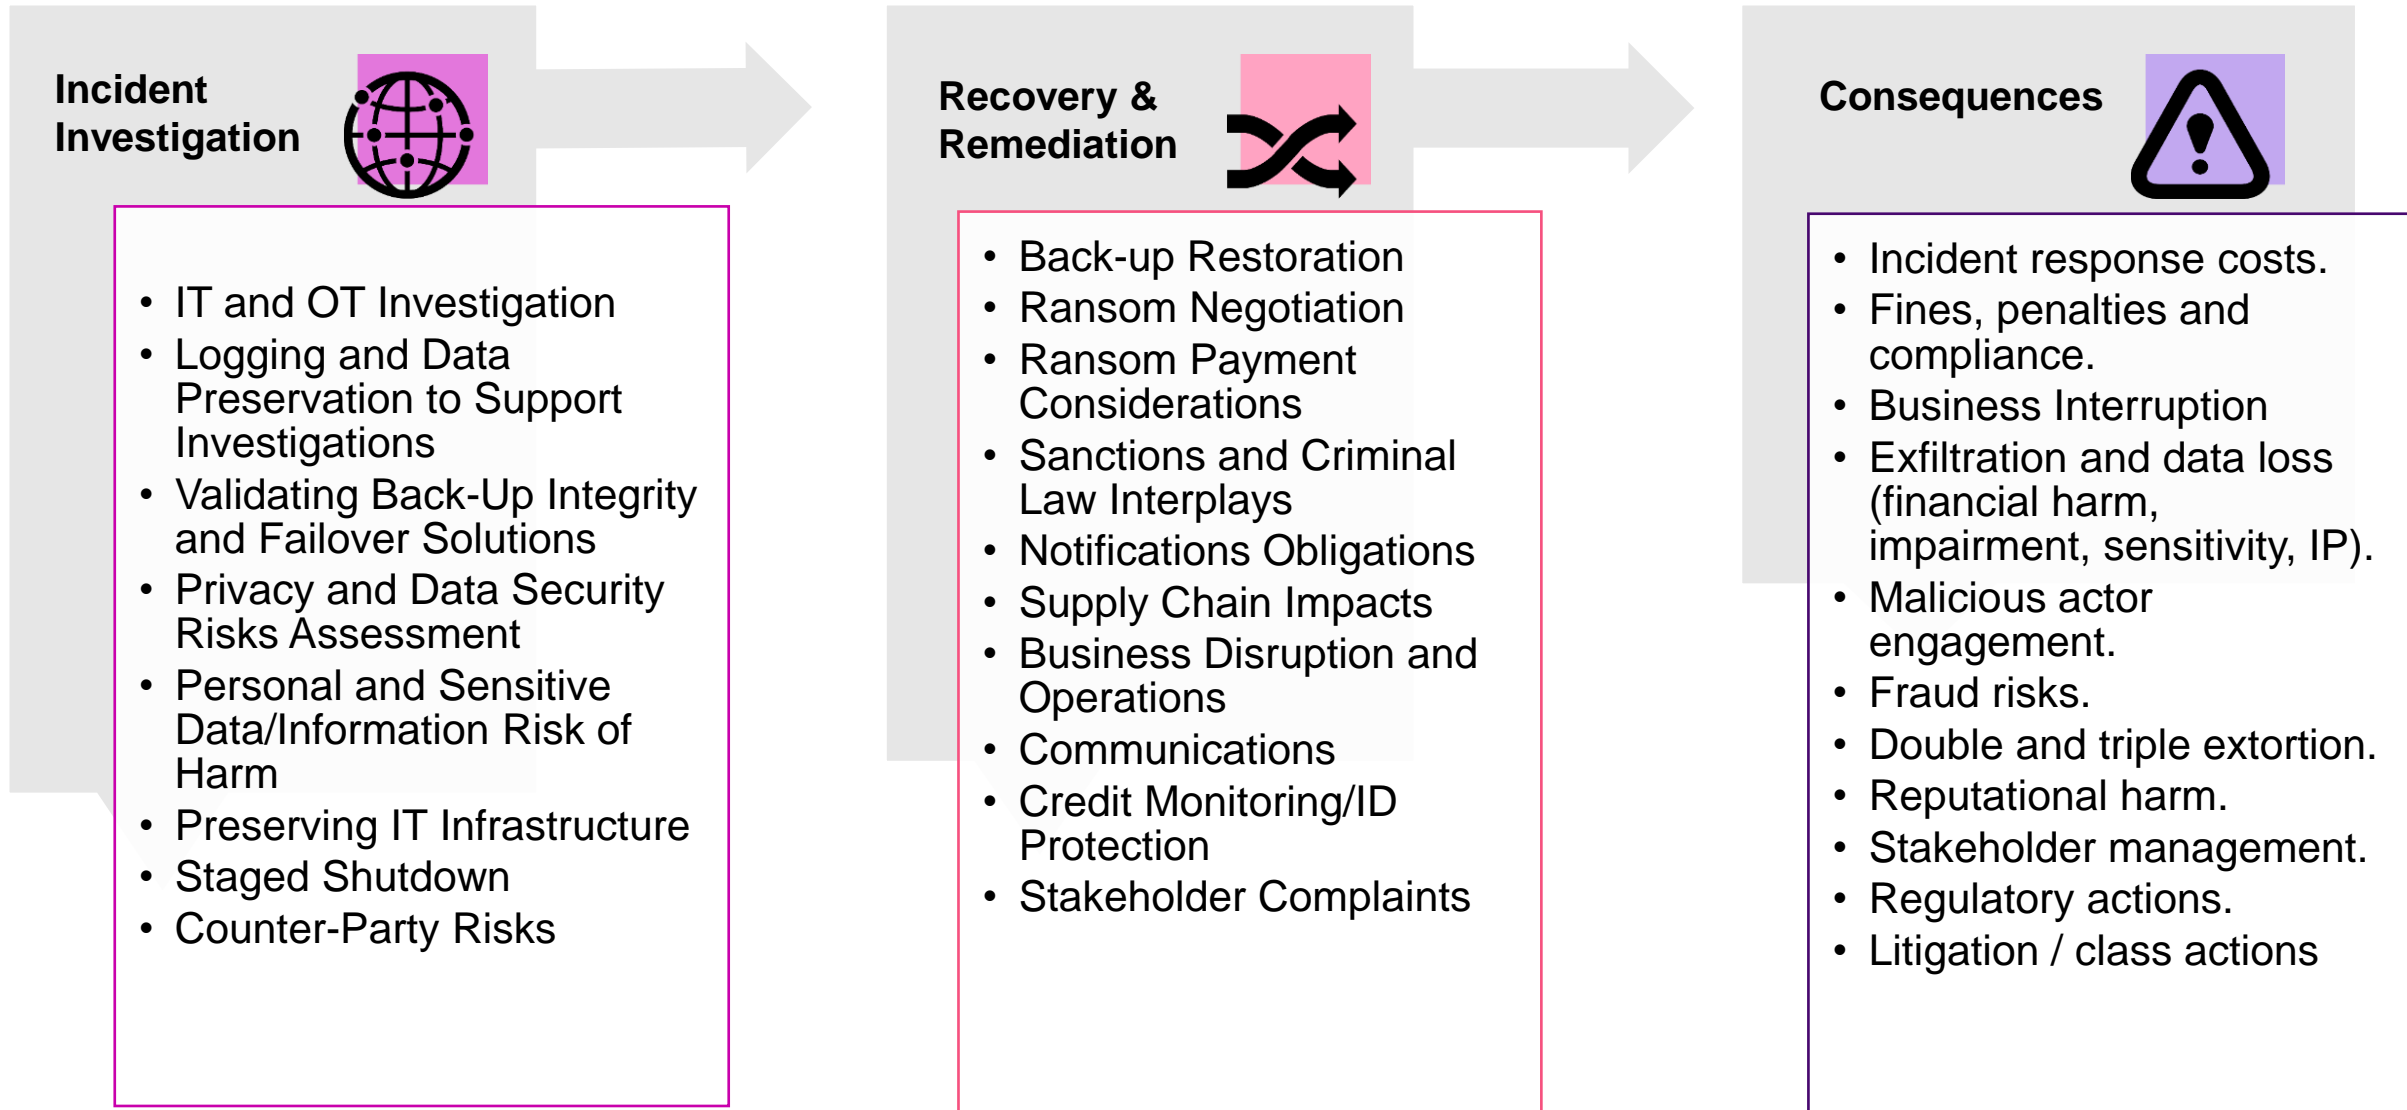 Incident
Investigation
• IT and OT Investigation
• Logging and Data
Preservation to Support
Investigations
• Validating Back-Up Integrity
and Failover Solutions
• Privacy and Data Security
Risks Assessment
• Personal and Sensitive
Data/Information Risk of
Harm
• Preserving IT Infrastructure
• Staged Shutdown
• Counter-Party Risks
Recovery &
Remediation
• Back-up Restoration
• Ransom Negotiation
• Ransom Payment
Considerations
• Sanctions and Criminal
Law Interplays
• Notifications Obligations
• Supply Chain Impacts
• Business Disruption and
Operations
• Communications
• Credit Monitoring/ID
Protection
• Stakeholder Complaints
Consequences
• Incident response costs.
• Fines, penalties and
compliance.
• Business Interruption
• Exfiltration and data loss
(financial harm,
impairment, sensitivity, IP).
• Malicious actor
engagement.
• Fraud risks.
• Double and triple extortion.
• Reputational harm.
• Stakeholder management.
• Regulatory actions.
• Litigation / class actions